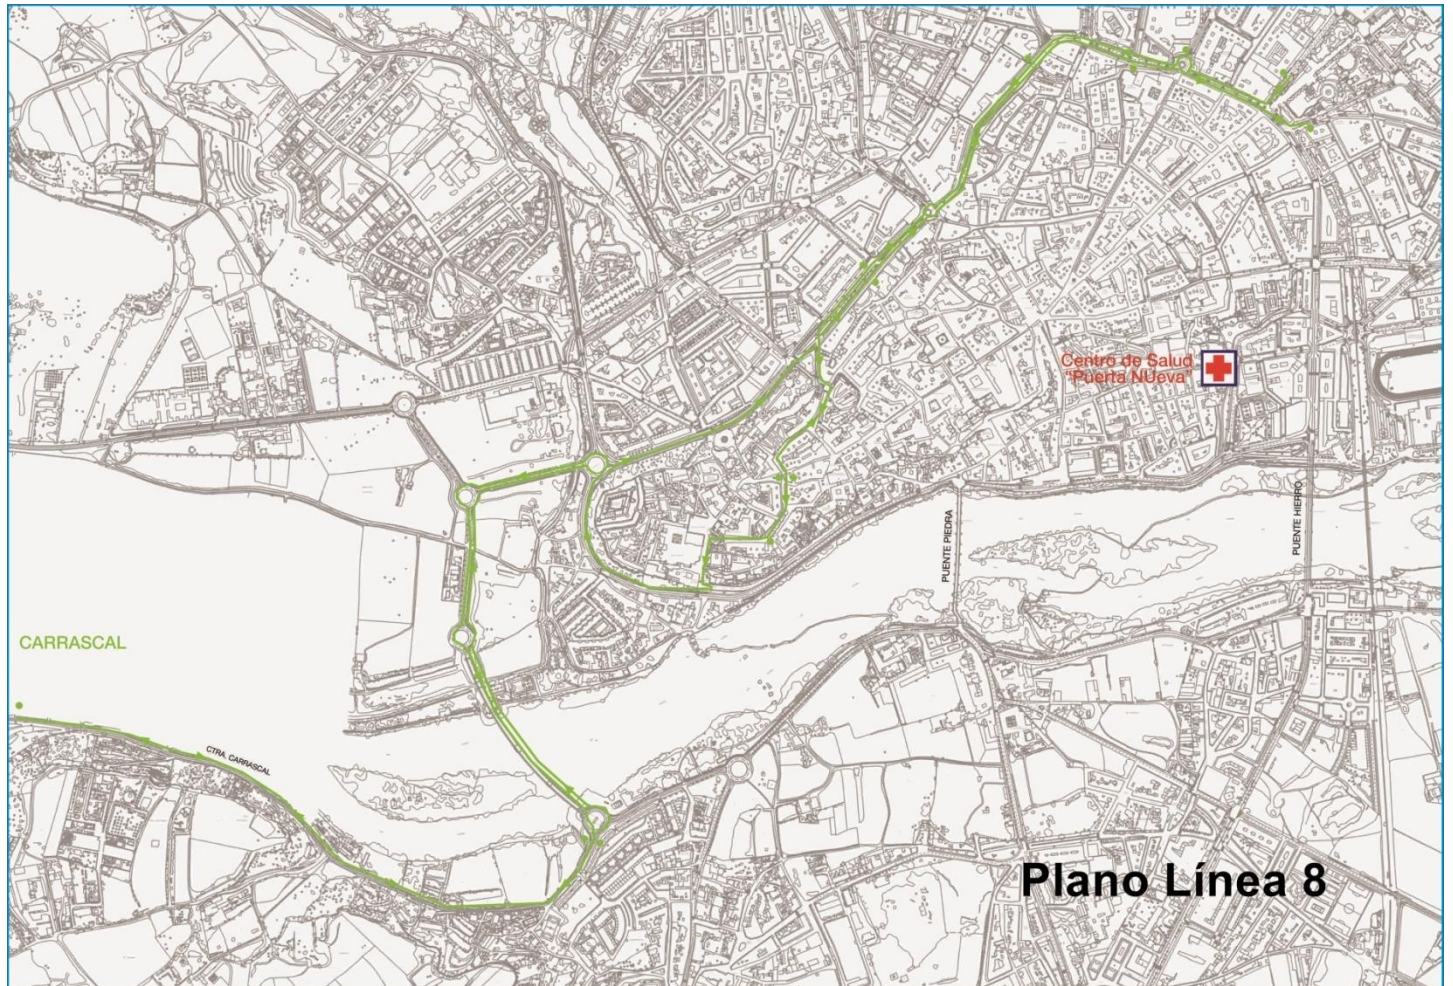 Centro de Salud
"Puerta NUeva"
PUENTE PIEDRA
PUENTE HIERRO
CARRASCAL
CTRA. CARRASCAL
Plano Línea 8